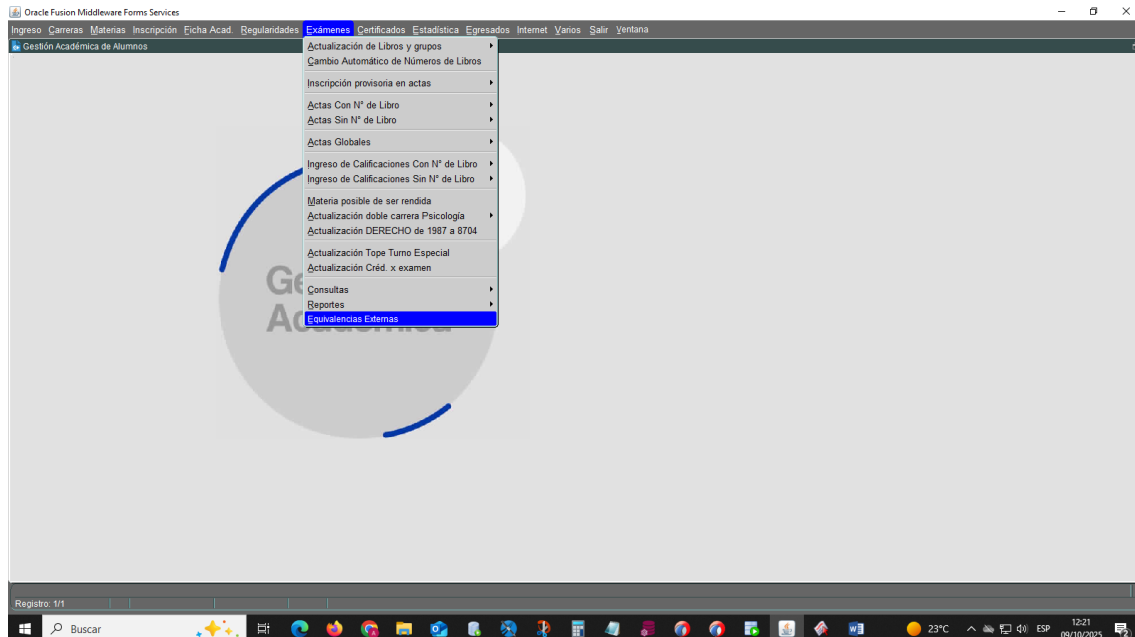 Oracle Fusion Middleware Forms Services
Ingreso Carreras Materias Inscripción Ficha Acad. Regularidades Exámenes Certificados Estadística Egresados Internet Varios Salir Ventana
Gestión Académica de Alumnos
Actualización de Libros y grupos
Cambio Automático de Números de Libros
Inscripción provisoria en actas
Actas Con N° de Libro
Actas Sin N° de Libro
Actas Globales
Ingreso de Calificaciones Con N° de Libro
Ingreso de Calificaciones Sin N° de Libro
Materia posible de ser rendida
Actualización doble carrera Psicología
Actualización DERECHO de 1987 a 8704
Actualización Tope Turno Especial
Actualización Créd. x examen
Consultas
Reportes
Equivalencias Externas
Registro: 1/1
Buscar
23°C
ESP
12:21
09/10/2025